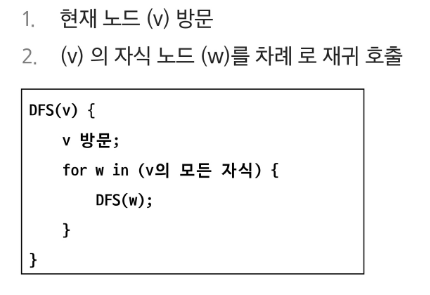 1. 현재 노드 (v) 방문
2. (v) 의 자식 노드 (w)를 차례 로 재귀 호출
DFS(v) {
v 방문;
for w in (v의 모든 자식) {
DFS(w);
}
}